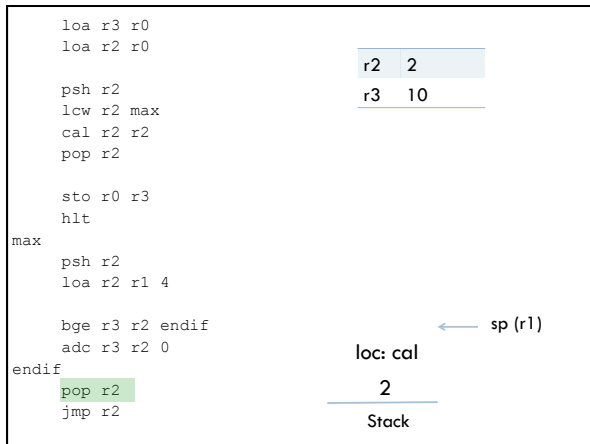 loa r3 r0
loa r2 r0
psh r2
lcw r2 max
cal r2 r2
pop r2
sto r0 r3
hlt
max
psh r2
loa r2 r1 4
bge r3 r2 endif
adc r3 r2 0
endif
pop r2
jmp r2
r2 2
r3 10
sp (r1)
loc: cal
2
Stack